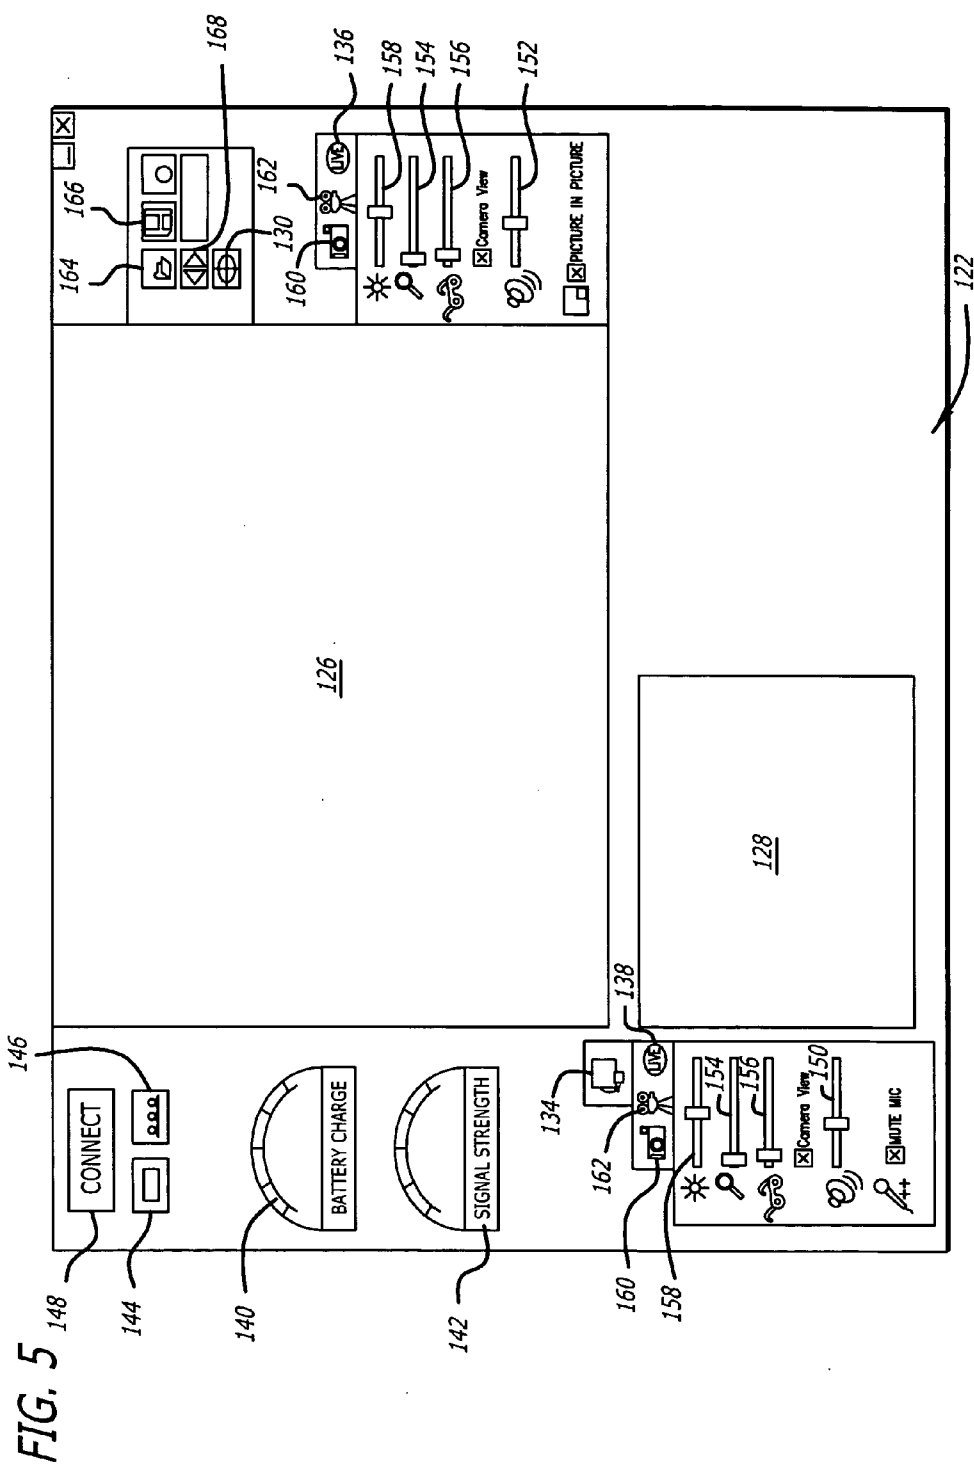 FIG. 5
148
CONNECT
146
144
164
166
168
130
140
BATTERY CHARGE
142
SIGNAL STRENGTH
126
160
162
LIVE
136
158
154
156
Camera View
152
PICTURE IN PICTURE
134
138
162
160
LIVE
158
154
156
Camera View
150
MUTE MIC
128
122